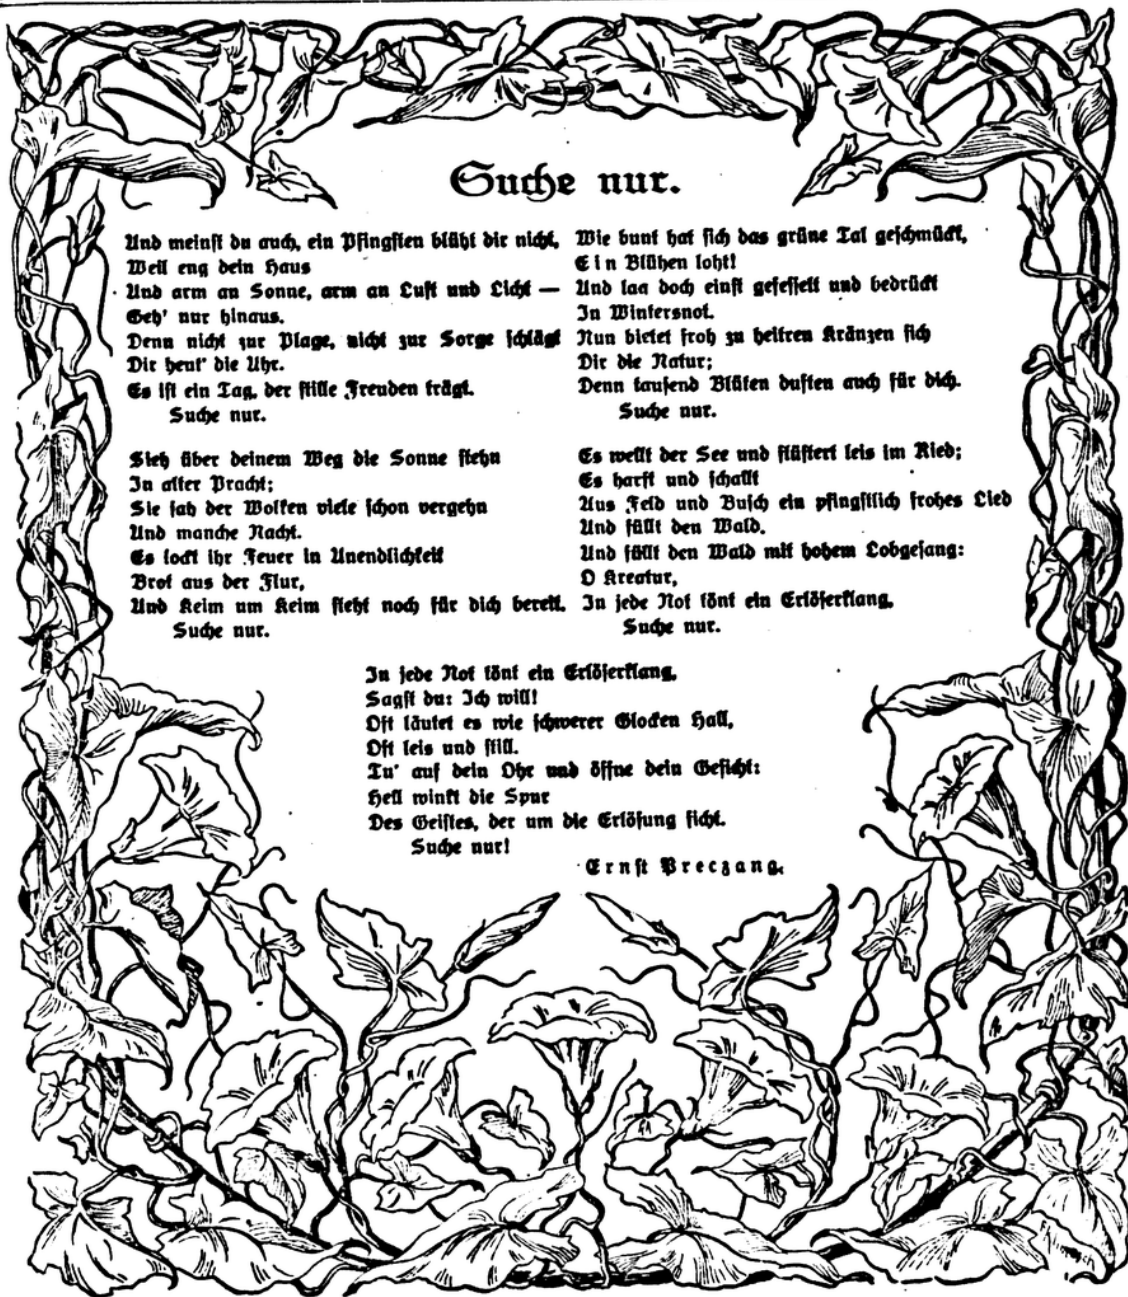 Suche nur.
Und meinst du auch, ein Pfingsten blüht dir nicht,
Weil eng dein Haus
Und arm an Sonne, arm an Luft und Licht —
Geh' nur hinaus.
Denn nicht zur Plage, nicht zur Sorge schlägt
Dir heut' die Uhr.
Es ist ein Tag, der stille Freuden trägt.
Suche nur.
Sieh über deinem Weg die Sonne stehn
In alter Pracht;
Sie sah der Wolken viele schon vergehn
Und manche Nacht.
Es lockt ihr Feuer in Unendlichkeit
Brot aus der Flur,
Und Keim um Keim steht noch für dich bereit.
Suche nur.
Wie bunt hat sich das grüne Tal geschmückt,
Ein Blühen loht!
Und lag doch einst gefesselt und bedrückt
In Wintersnot.
Nun bietet froh zu heitren Kränzen sich
Dir die Natur;
Denn tausend Blüten duften auch für dich.
Suche nur.
Es wellt der See und flüstert leis im Ried;
Es harft und schallt
Aus Feld und Busch ein pfingstlich frohes Lied
Und füllt den Wald.
Und füllt den Wald mit hohem Lobgesang:
O Kreatur,
In jede Not tönt ein Erlöserklang.
Suche nur.
In jede Not tönt ein Erlöserklang,
Sagst du: Ich will!
Oft läutet es wie schwerer Glocken Hall,
Oft leis und still.
Tu' auf dein Ohr und öffne dein Gesicht:
Hell winkt die Spur
Des Geistes, der um die Erlösung ficht.
Suche nur!
Ernst Preczang.